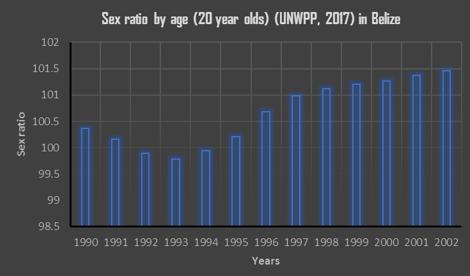 Sex ratio by age (20 year olds) (UNWPP, 2017) in Belize
102
101.5
101
100.5
100
99.5
99
98.5
Sex ratio
1990 1991 1992 1993 1994 1995 1996 1997 1998 1999 2000 2001 2002
Years